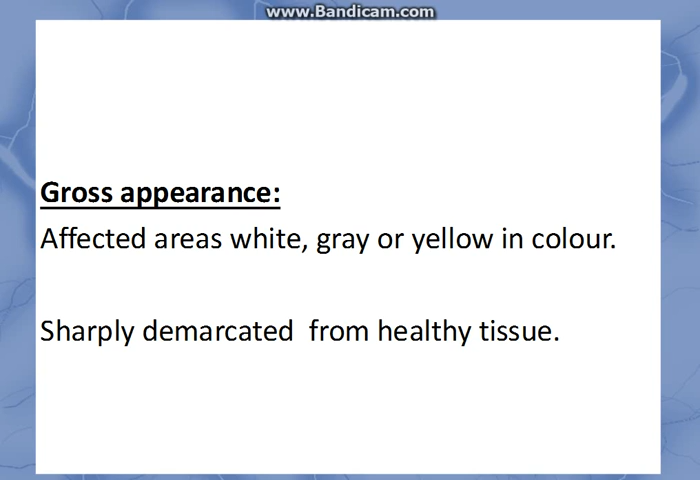 www.Bandicam.com
Gross appearance:
Affected areas white, gray or yellow in colour.
Sharply demarcated  from healthy tissue.